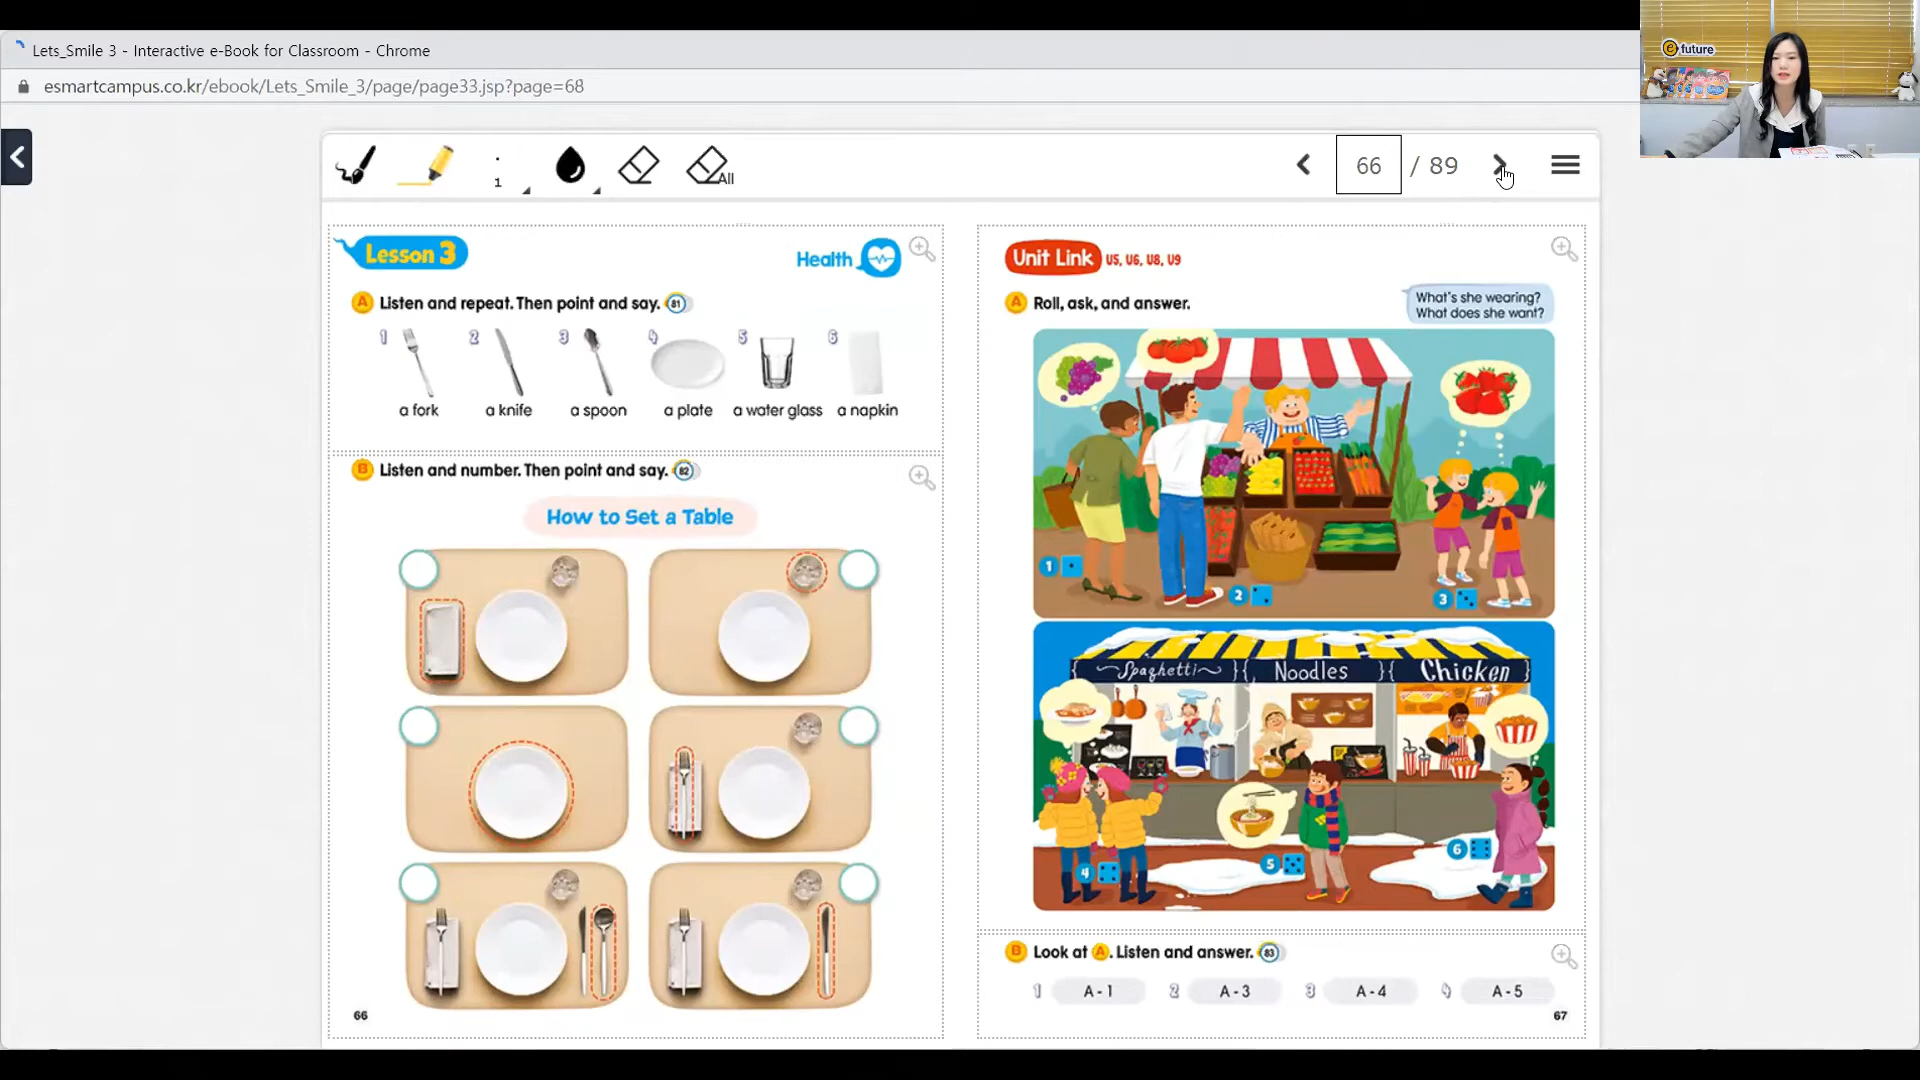 Lets_Smile 3 - Interactive e-Book for Classroom - Chrome
esmartcampus.co.kr/ebook/Lets_Smile_3/page/page33.jsp?page=68
e future
1
All
66 / 89
Lesson 3
Health
A Listen and repeat. Then point and say. 81
1 2 3 4 5 6
a fork a knife a spoon a plate a water glass a napkin
B Listen and number. Then point and say. 82
How to Set a Table
66
Unit Link U5, U6, U8, U9
A Roll, ask, and answer.
What's she wearing?
What does she want?
1
2
3
Spaghetti Noodles Chicken
4
5
6
B Look at A. Listen and answer. 83
1 A - 1 2 A - 3 3 A - 4 4 A - 5
67